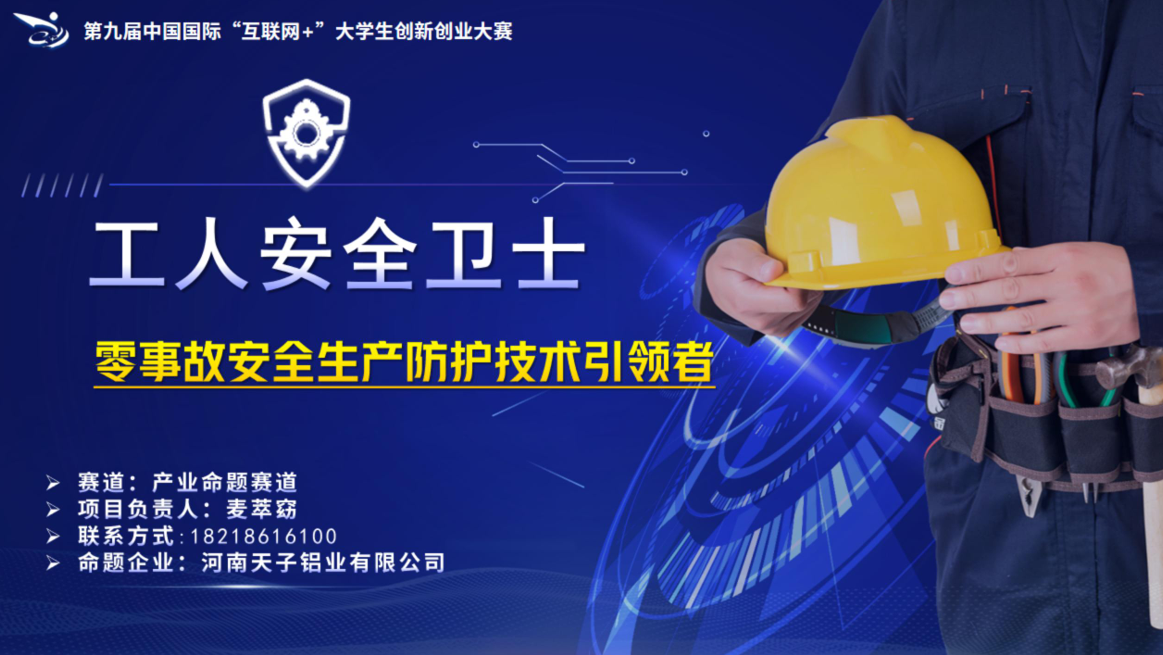 第九届中国国际“互联网+”大学生创新创业大赛
工人安全卫士
零事故安全生产防护技术引领者
赛道：产业命题赛道
项目负责人：麦萃窈
联系方式:18218616100
命题企业：河南天子铝业有限公司